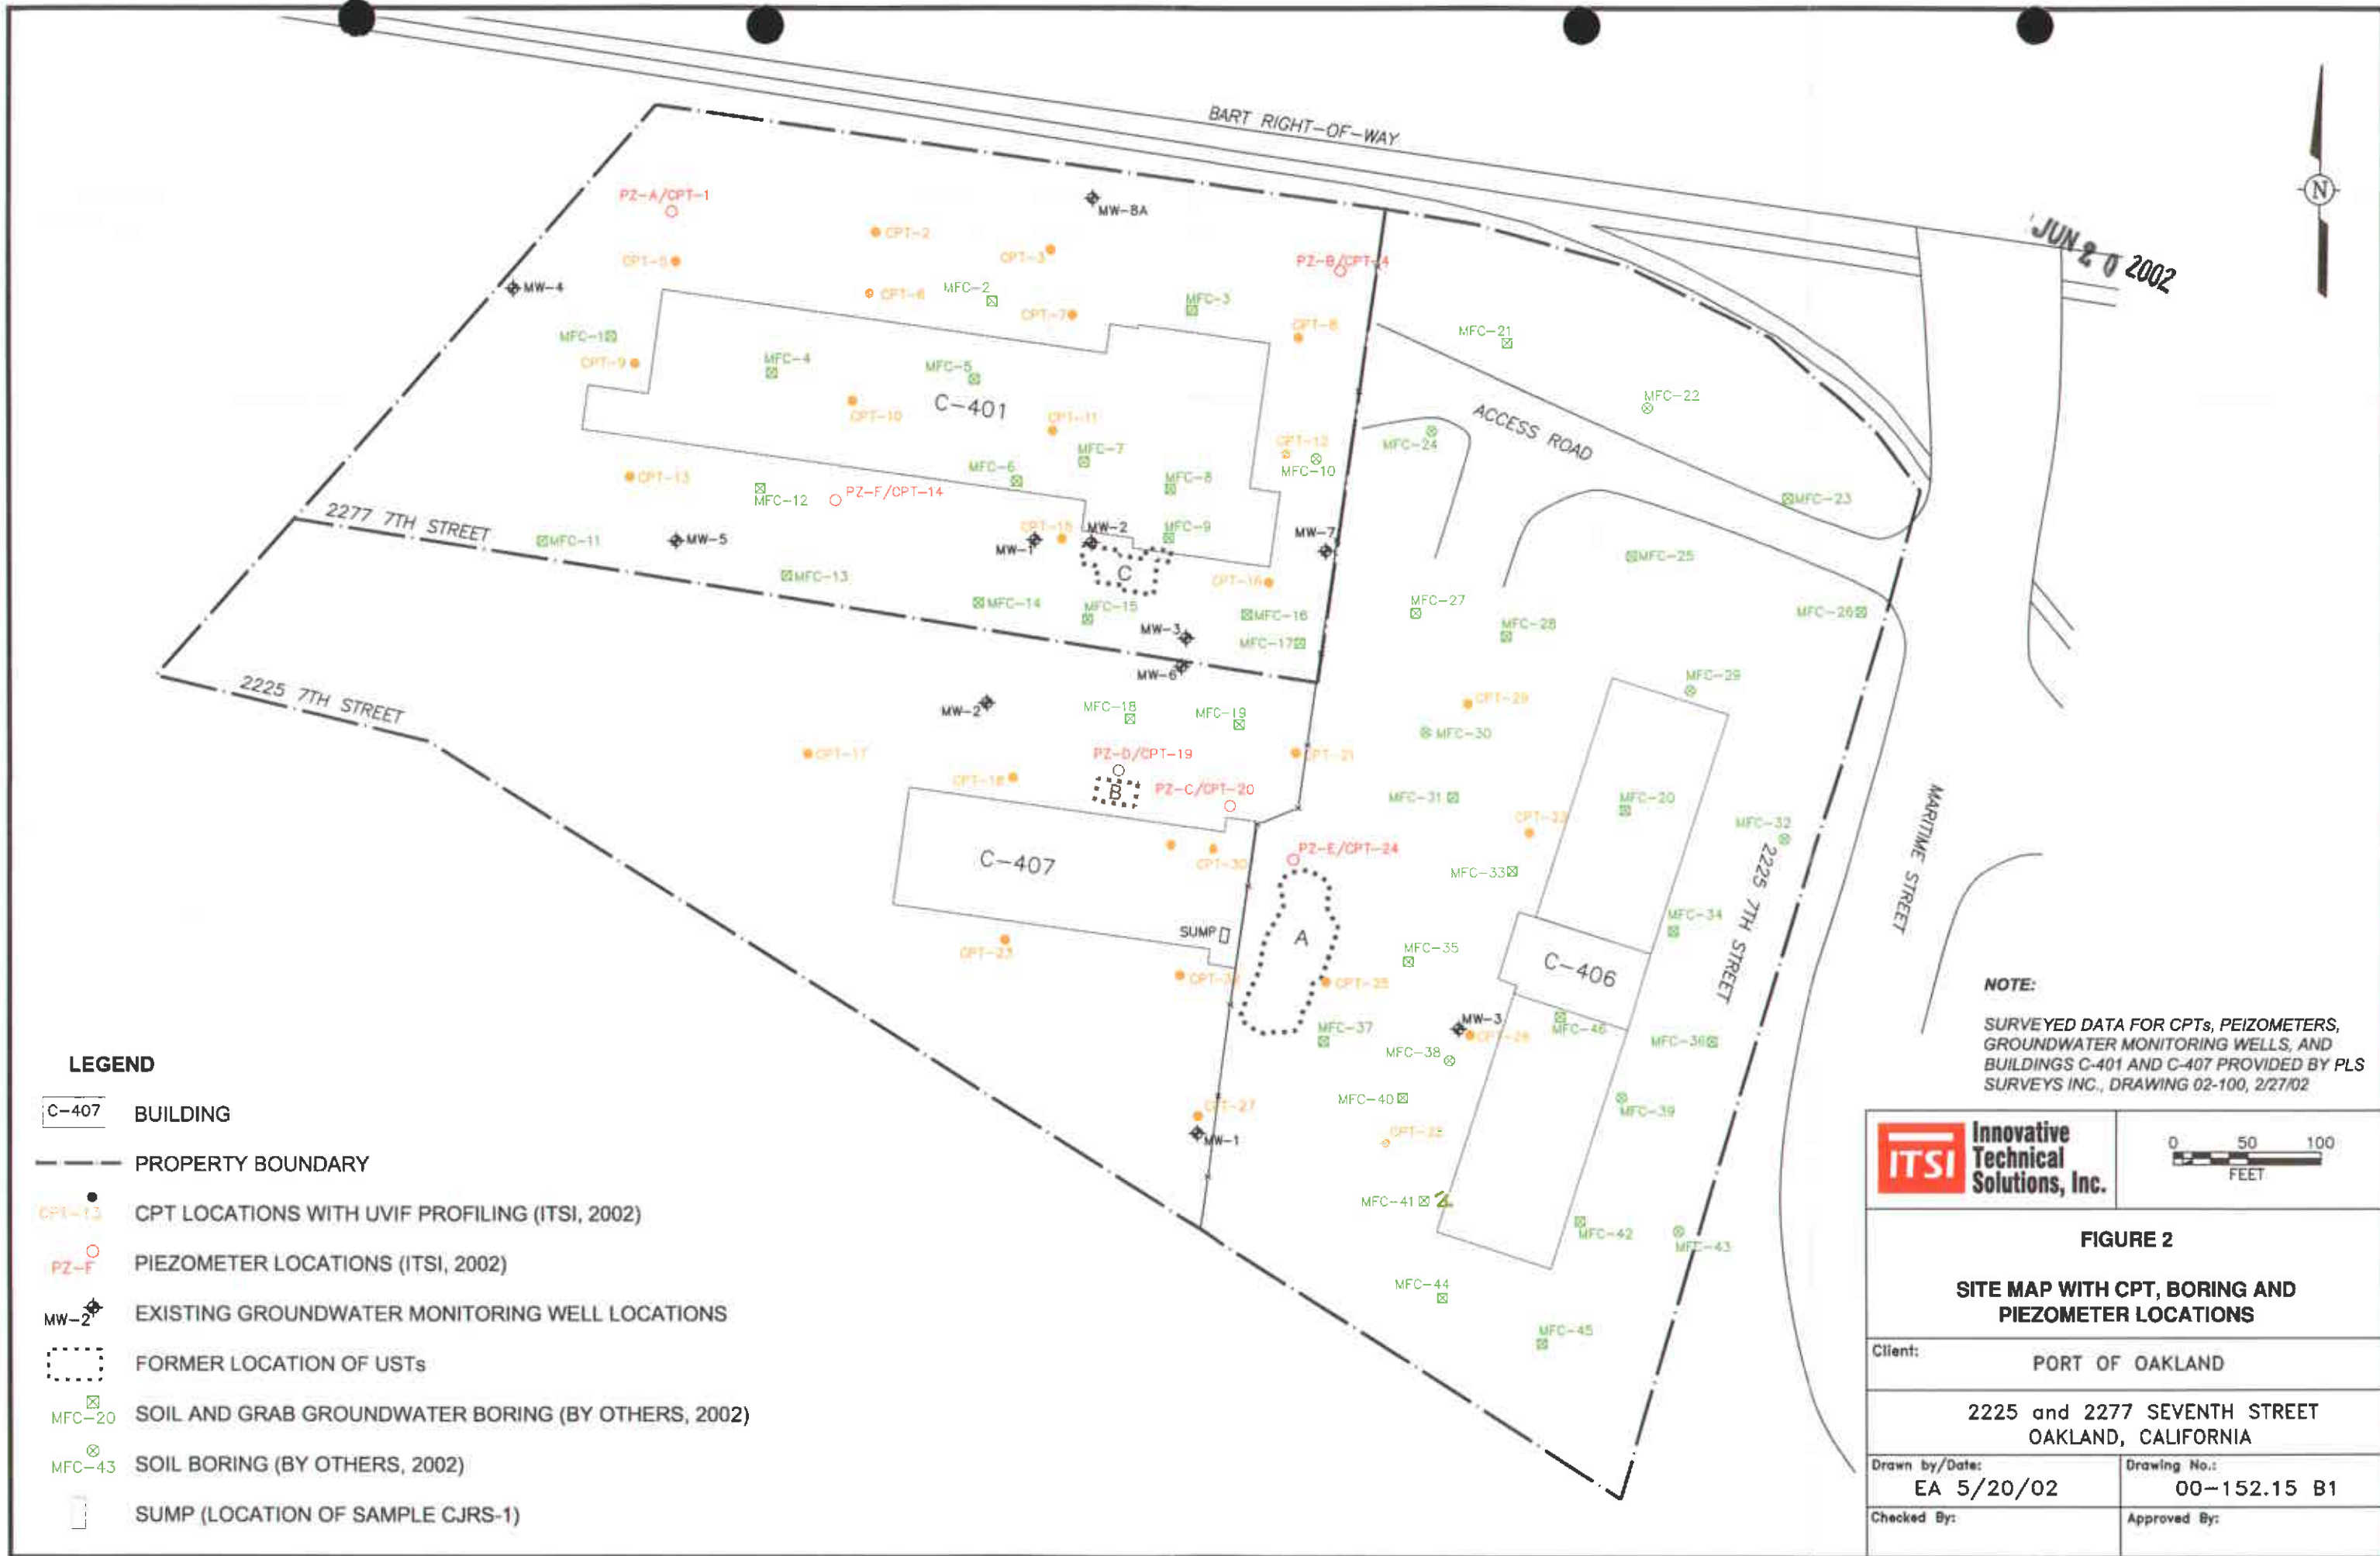 BART RIGHT-OF-WAY
N
JUN 20 2002
PZ-A/CPT-1
MW-8A
CPT-2
CPT-3
CPT-5
PZ-B/CPT-4
MW-4
CPT-6
MFC-2
CPT-7
MFC-3
CPT-8
MFC-1
CPT-9
MFC-4
MFC-5
MFC-21
MFC-22
C-401
CPT-10
CPT-11
ACCESS ROAD
CPT-12
MFC-24
MFC-7
MFC-10
MFC-6
MFC-8
CPT-13
MFC-12
PZ-F/CPT-14
MFC-23
2277 7TH STREET
CPT-15
MW-2
MFC-9
MW-7
MFC-11
MW-5
MW-1
MFC-25
C
MFC-13
CPT-16
MFC-14
MFC-15
MFC-16
MFC-27
MFC-26
MW-3
MFC-17
MFC-28
MW-6
MFC-29
2225 7TH STREET
MW-2
MFC-18
MFC-19
CPT-29
MFC-30
CPT-17
PZ-D/CPT-19
CPT-21
CPT-18
B
PZ-C/CPT-20
MFC-31
MFC-20
CPT-22
MFC-32
MARITIME STREET
C-407
CPT-30
PZ-E/CPT-24
MFC-33
2225 7TH STREET
MFC-34
SUMP
A
CPT-23
MFC-35
C-406
CPT-25
MW-3
MFC-37
CPT-26
MFC-46
MFC-36
MFC-38
MFC-40
MFC-39
CPT-27
MW-1
MFC-41
MFC-42
MFC-43
MFC-44
MFC-45
LEGEND
C-407 BUILDING
PROPERTY BOUNDARY
CPT-13 CPT LOCATIONS WITH UVIF PROFILING (ITSI, 2002)
PZ-F PIEZOMETER LOCATIONS (ITSI, 2002)
MW-2 EXISTING GROUNDWATER MONITORING WELL LOCATIONS
FORMER LOCATION OF USTs
MFC-20 SOIL AND GRAB GROUNDWATER BORING (BY OTHERS, 2002)
MFC-43 SOIL BORING (BY OTHERS, 2002)
SUMP (LOCATION OF SAMPLE CJRS-1)
NOTE:
SURVEYED DATA FOR CPTs, PEIZOMETERS,
GROUNDWATER MONITORING WELLS, AND
BUILDINGS C-401 AND C-407 PROVIDED BY PLS
SURVEYS INC., DRAWING 02-100, 2/27/02
ITSI
Innovative
Technical
Solutions, Inc.
0 50 100
FEET
FIGURE 2
SITE MAP WITH CPT, BORING AND
PIEZOMETER LOCATIONS
Client:
PORT OF OAKLAND
2225 and 2277 SEVENTH STREET
OAKLAND, CALIFORNIA
Drawn by/Date:
EA 5/20/02
Drawing No.:
00-152.15 B1
Checked By:
Approved By: